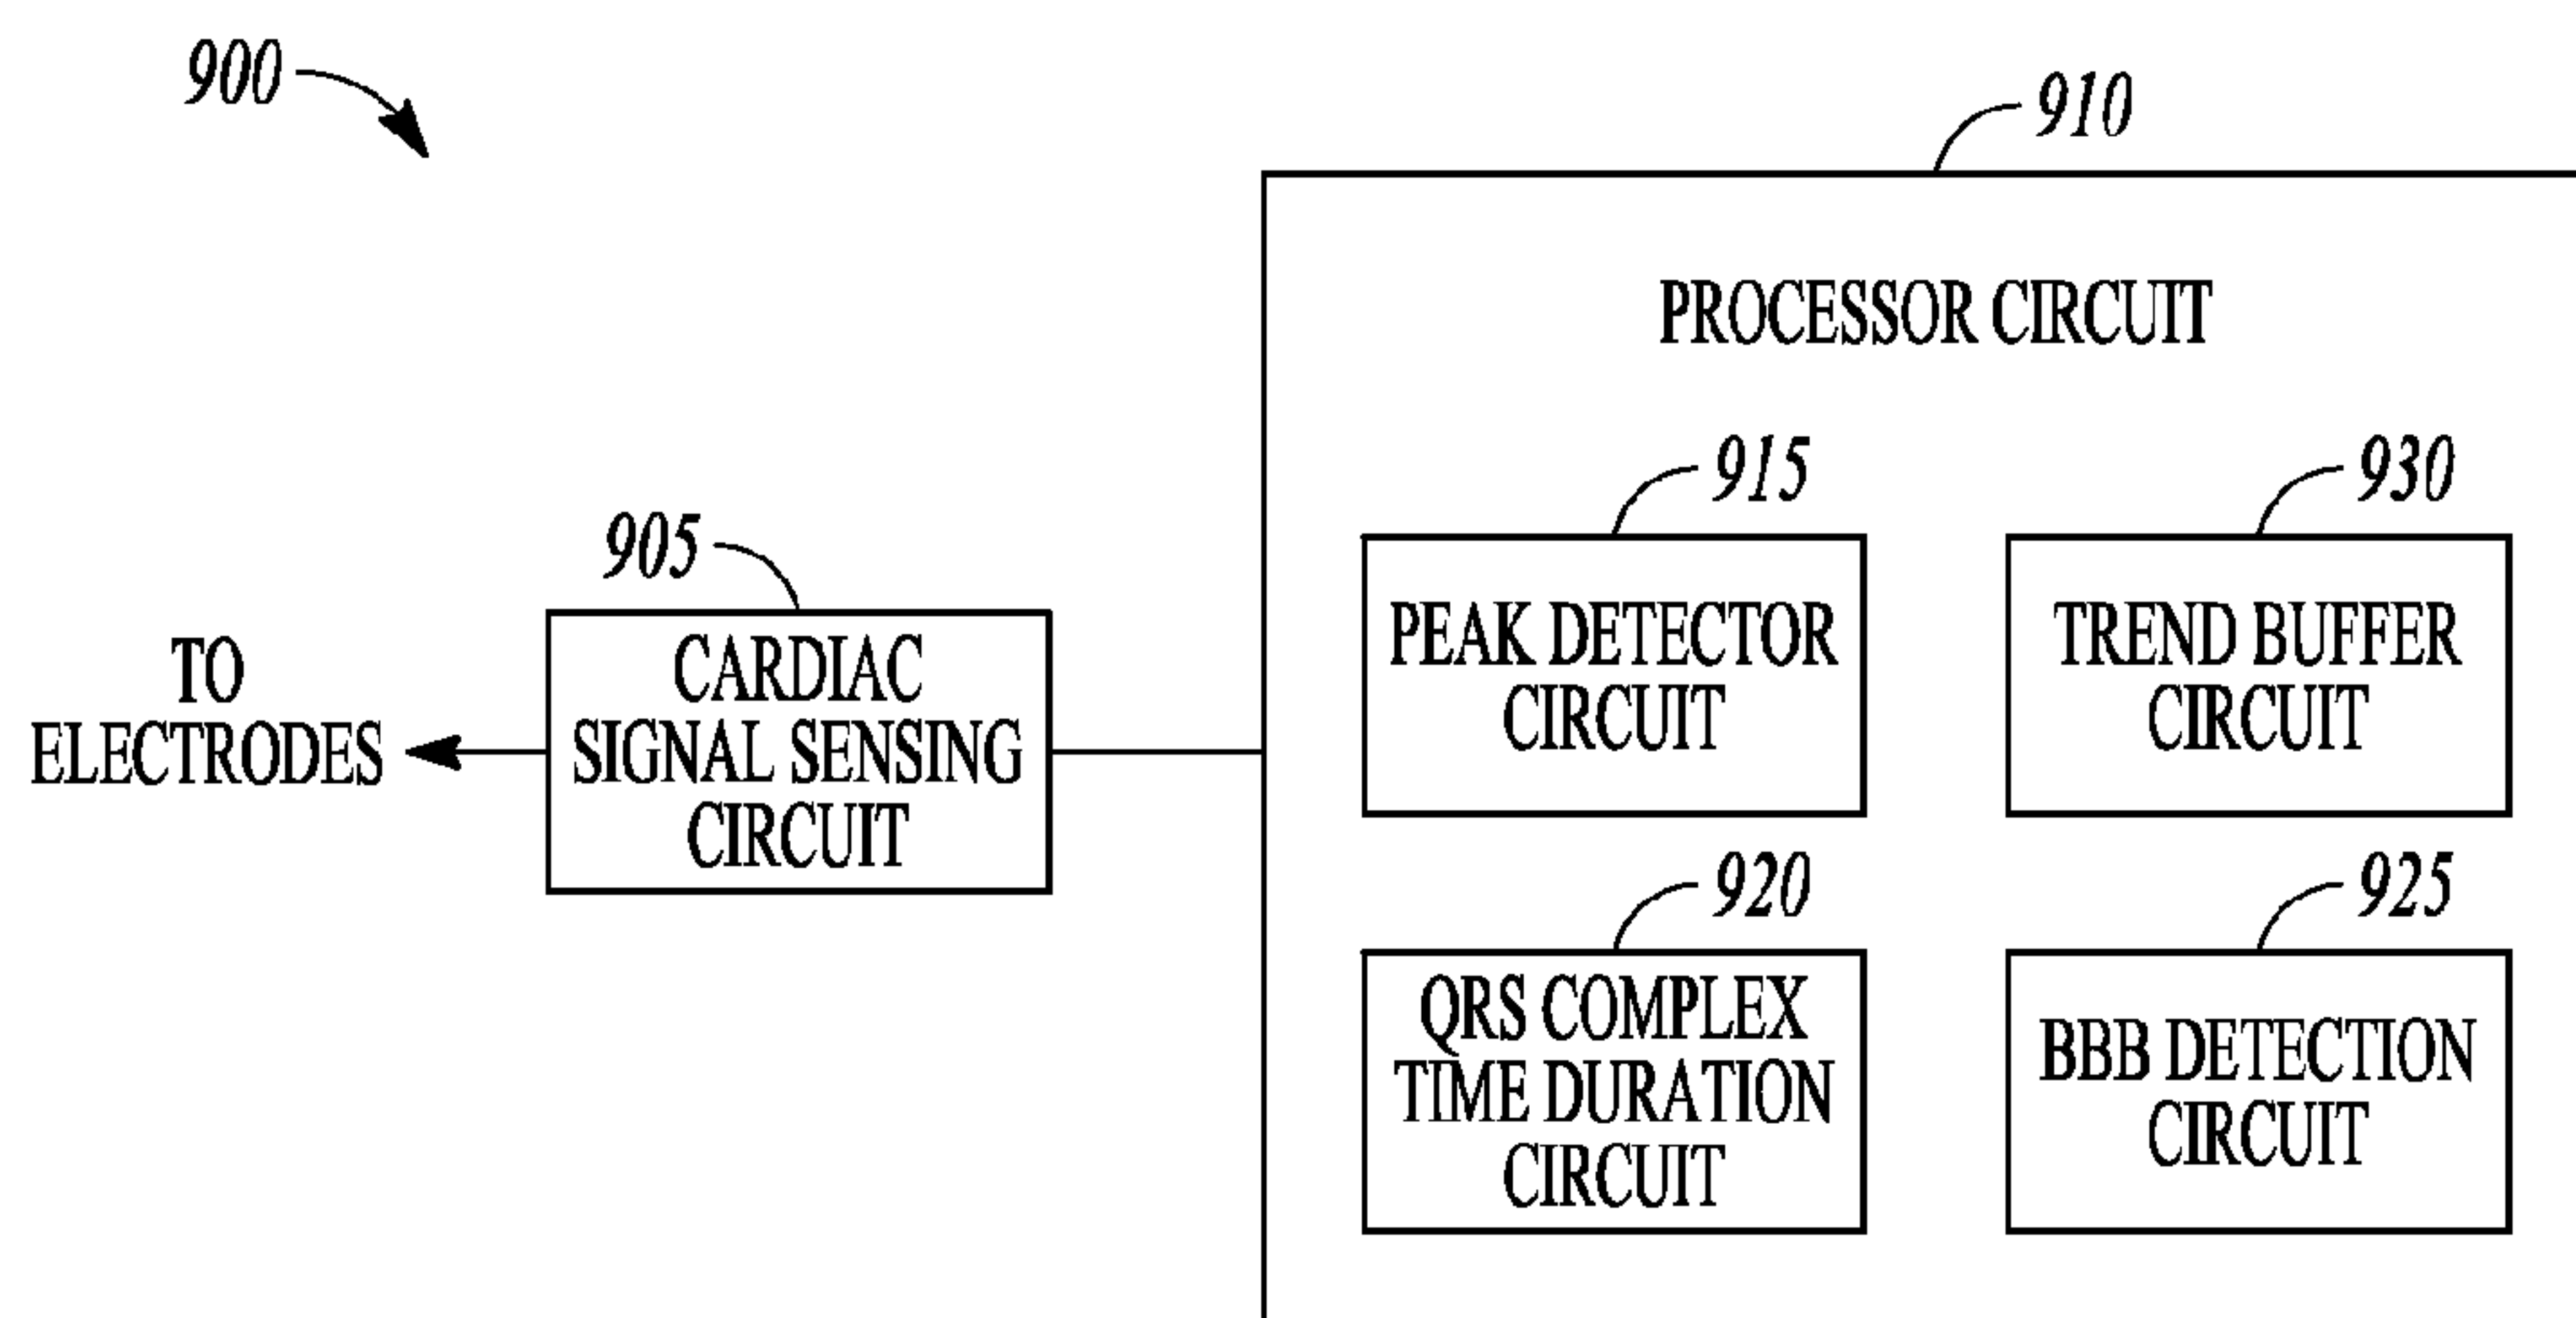 900
910
PROCESSOR CIRCUIT
915
930
905
PEAK DETECTOR
CIRCUIT
TREND BUFFER
CIRCUIT
TO
ELECTRODES
CARDIAC
SIGNAL SENSING
CIRCUIT
920
925
QRS COMPLEX
TIME DURATION
CIRCUIT
BBB DETECTION
CIRCUIT